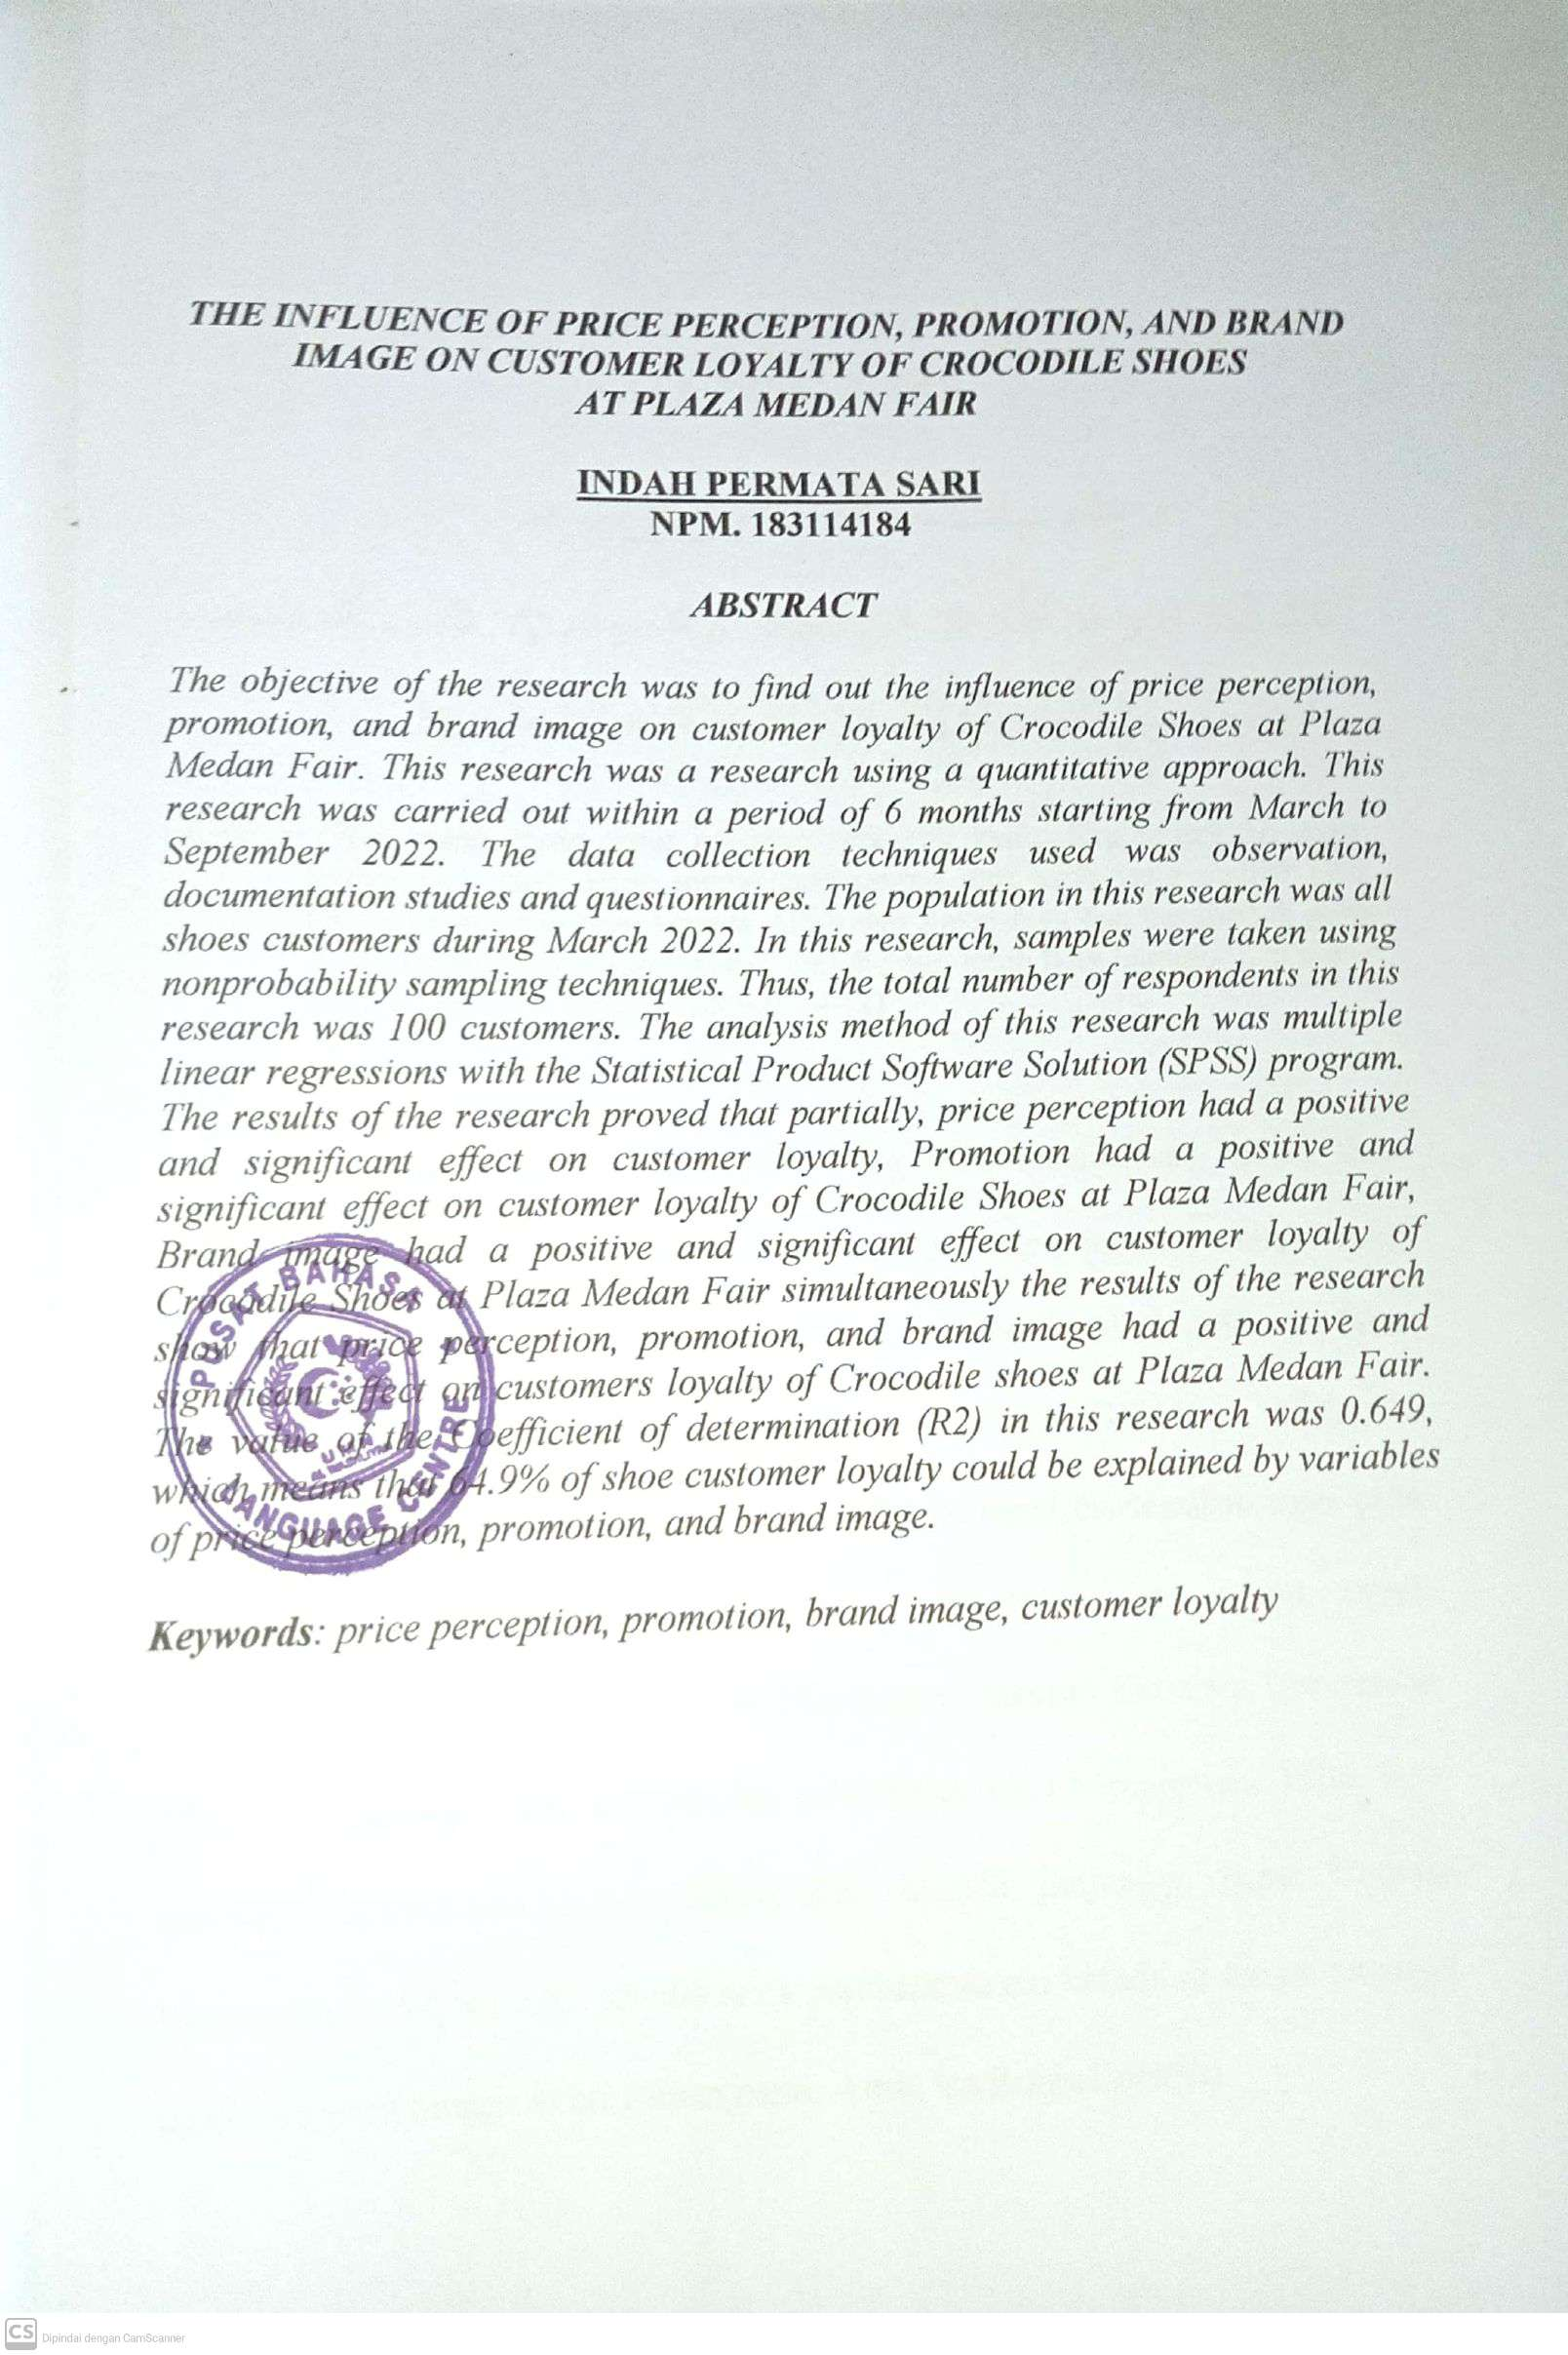 THE INFLUENCE OF PRICE PERCEPTION, PROMOTION, AND BRAND
IMAGE ON CUSTOMER LOYALTY OF CROCODILE SHOES
AT PLAZA MEDAN FAIR
INDAH PERMATA SARI
NPM. 183114184
ABSTRACT
The objective of the research was to find out the influence of price perception,
promotion, and brand image on customer loyalty of Crocodile Shoes at Plaza
Medan Fair. This research was a research using a quantitative approach. This
research was carried out within a period of 6 months starting from March to
September 2022. The data collection techniques used was observation,
documentation studies and questionnaires. The population in this research was all
shoes customers during March 2022. In this research, samples were taken using
nonprobability sampling techniques. Thus, the total number of respondents in this
research was 100 customers. The analysis method of this research was multiple
linear regressions with the Statistical Product Software Solution (SPSS) program.
The results of the research proved that partially, price perception had a positive
and significant effect on customer loyalty, Promotion had a positive and
significant effect on customer loyalty of Crocodile Shoes at Plaza Medan Fair,
Brand image had a positive and significant effect on customer loyalty of
Crocodile Shoes at Plaza Medan Fair simultaneously the results of the research
show that price perception, promotion, and brand image had a positive and
significant effect on customers loyalty of Crocodile shoes at Plaza Medan Fair.
The value of the Coefficient of determination (R2) in this research was 0.649,
which means that 64.9% of shoe customer loyalty could be explained by variables
of price perception, promotion, and brand image.
Keywords: price perception, promotion, brand image, customer loyalty
BAHASA
LANGUAGE CENTRE
CS Dipindai dengan CamScanner